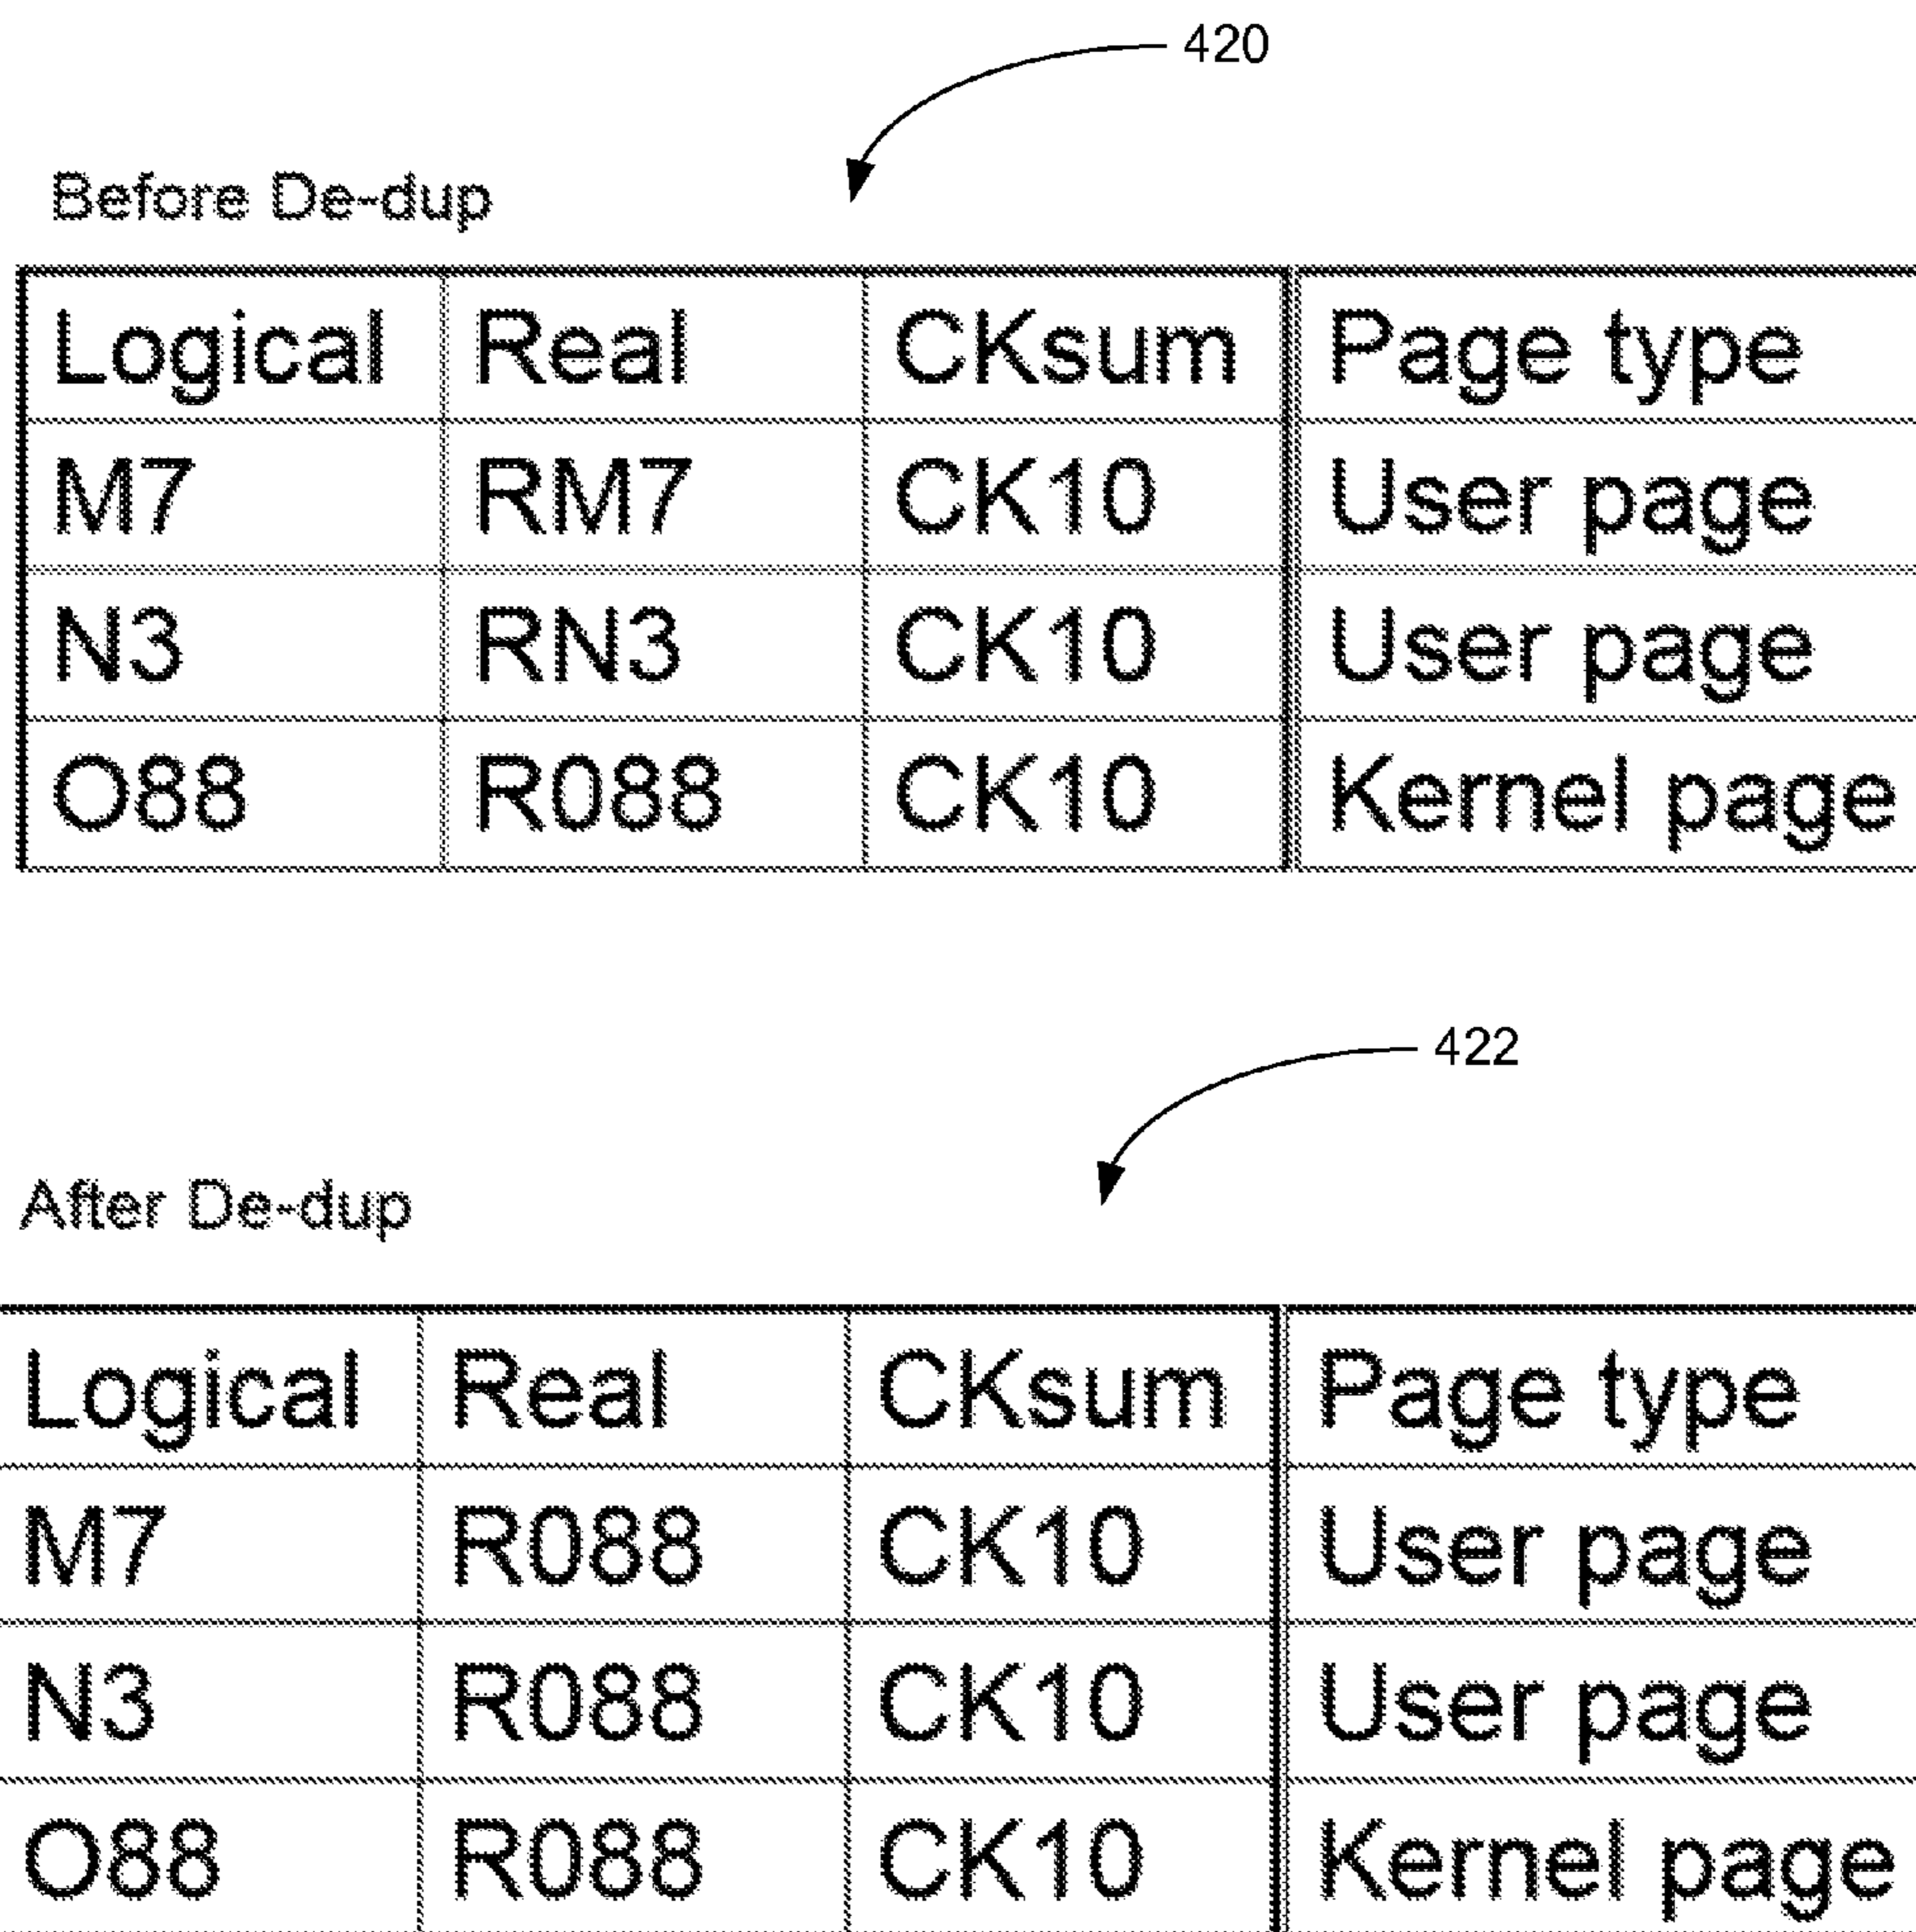 420
Before De-dup
Logical Real CKsum Page type
M7 RM7 CK10 User page
N3 RN3 CK10 User page
O88 R088 CK10 Kernel page
422
After De-dup
Logical Real CKsum Page type
M7 R088 CK10 User page
N3 R088 CK10 User page
O88 R088 CK10 Kernel page